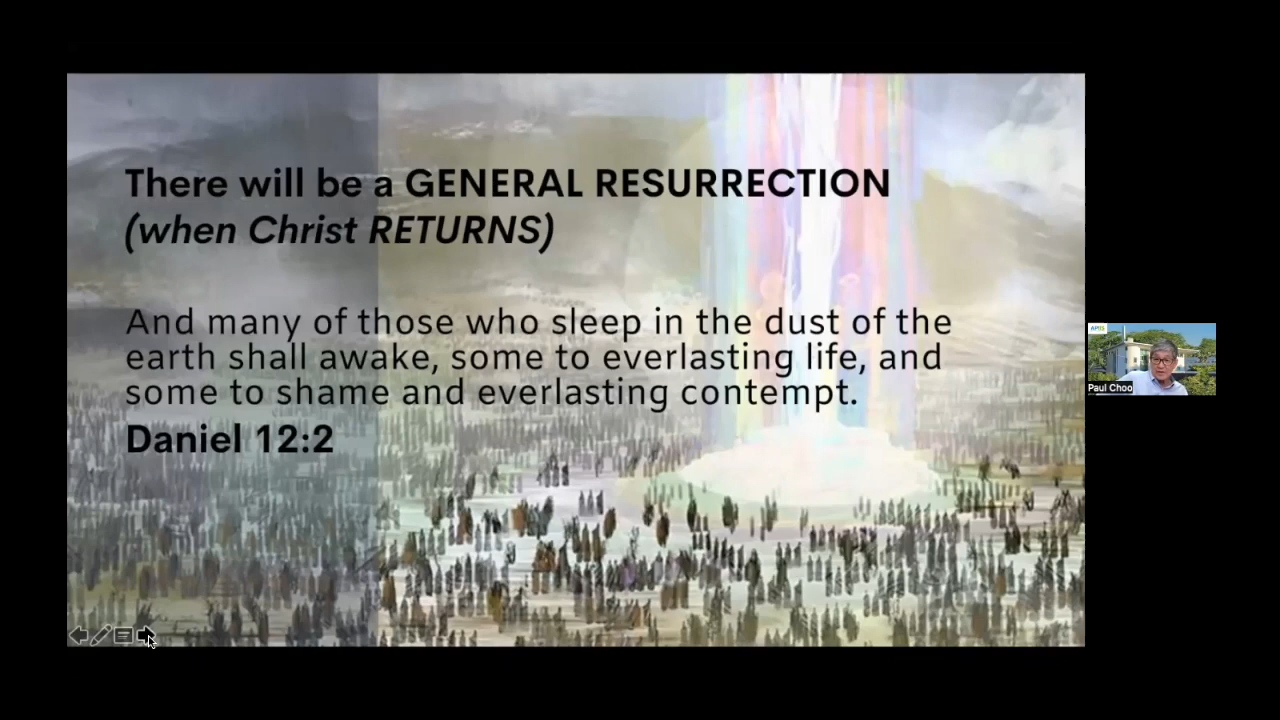 There will be a GENERAL RESURRECTION
(when Christ RETURNS)
And many of those who sleep in the dust of the
earth shall awake, some to everlasting life, and
some to shame and everlasting contempt.
Daniel 12:2
Paul Choo